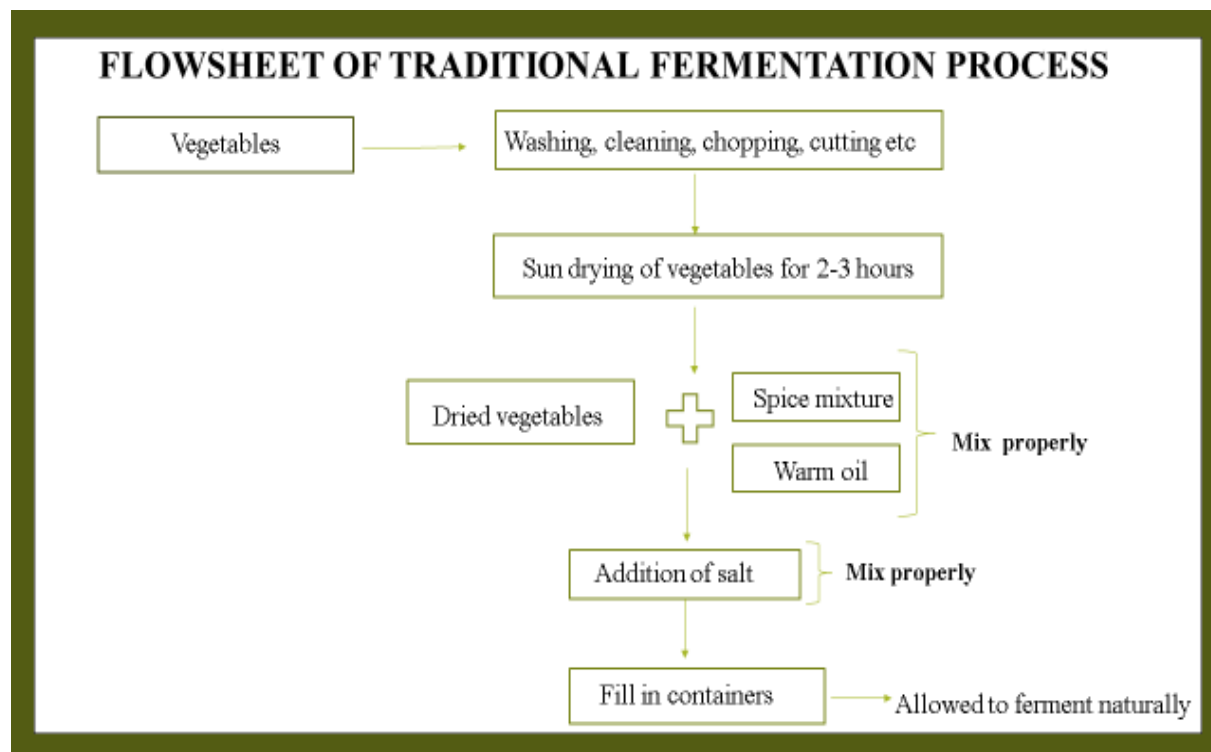 FLOWSHEET OF TRADITIONAL FERMENTATION PROCESS
Vegetables
Washing, cleaning, chopping, cutting etc
Sun drying of vegetables for 2-3 hours
Dried vegetables
Spice mixture
Warm oil
Mix properly
Addition of salt
Mix properly
Fill in containers
Allowed to ferment naturally